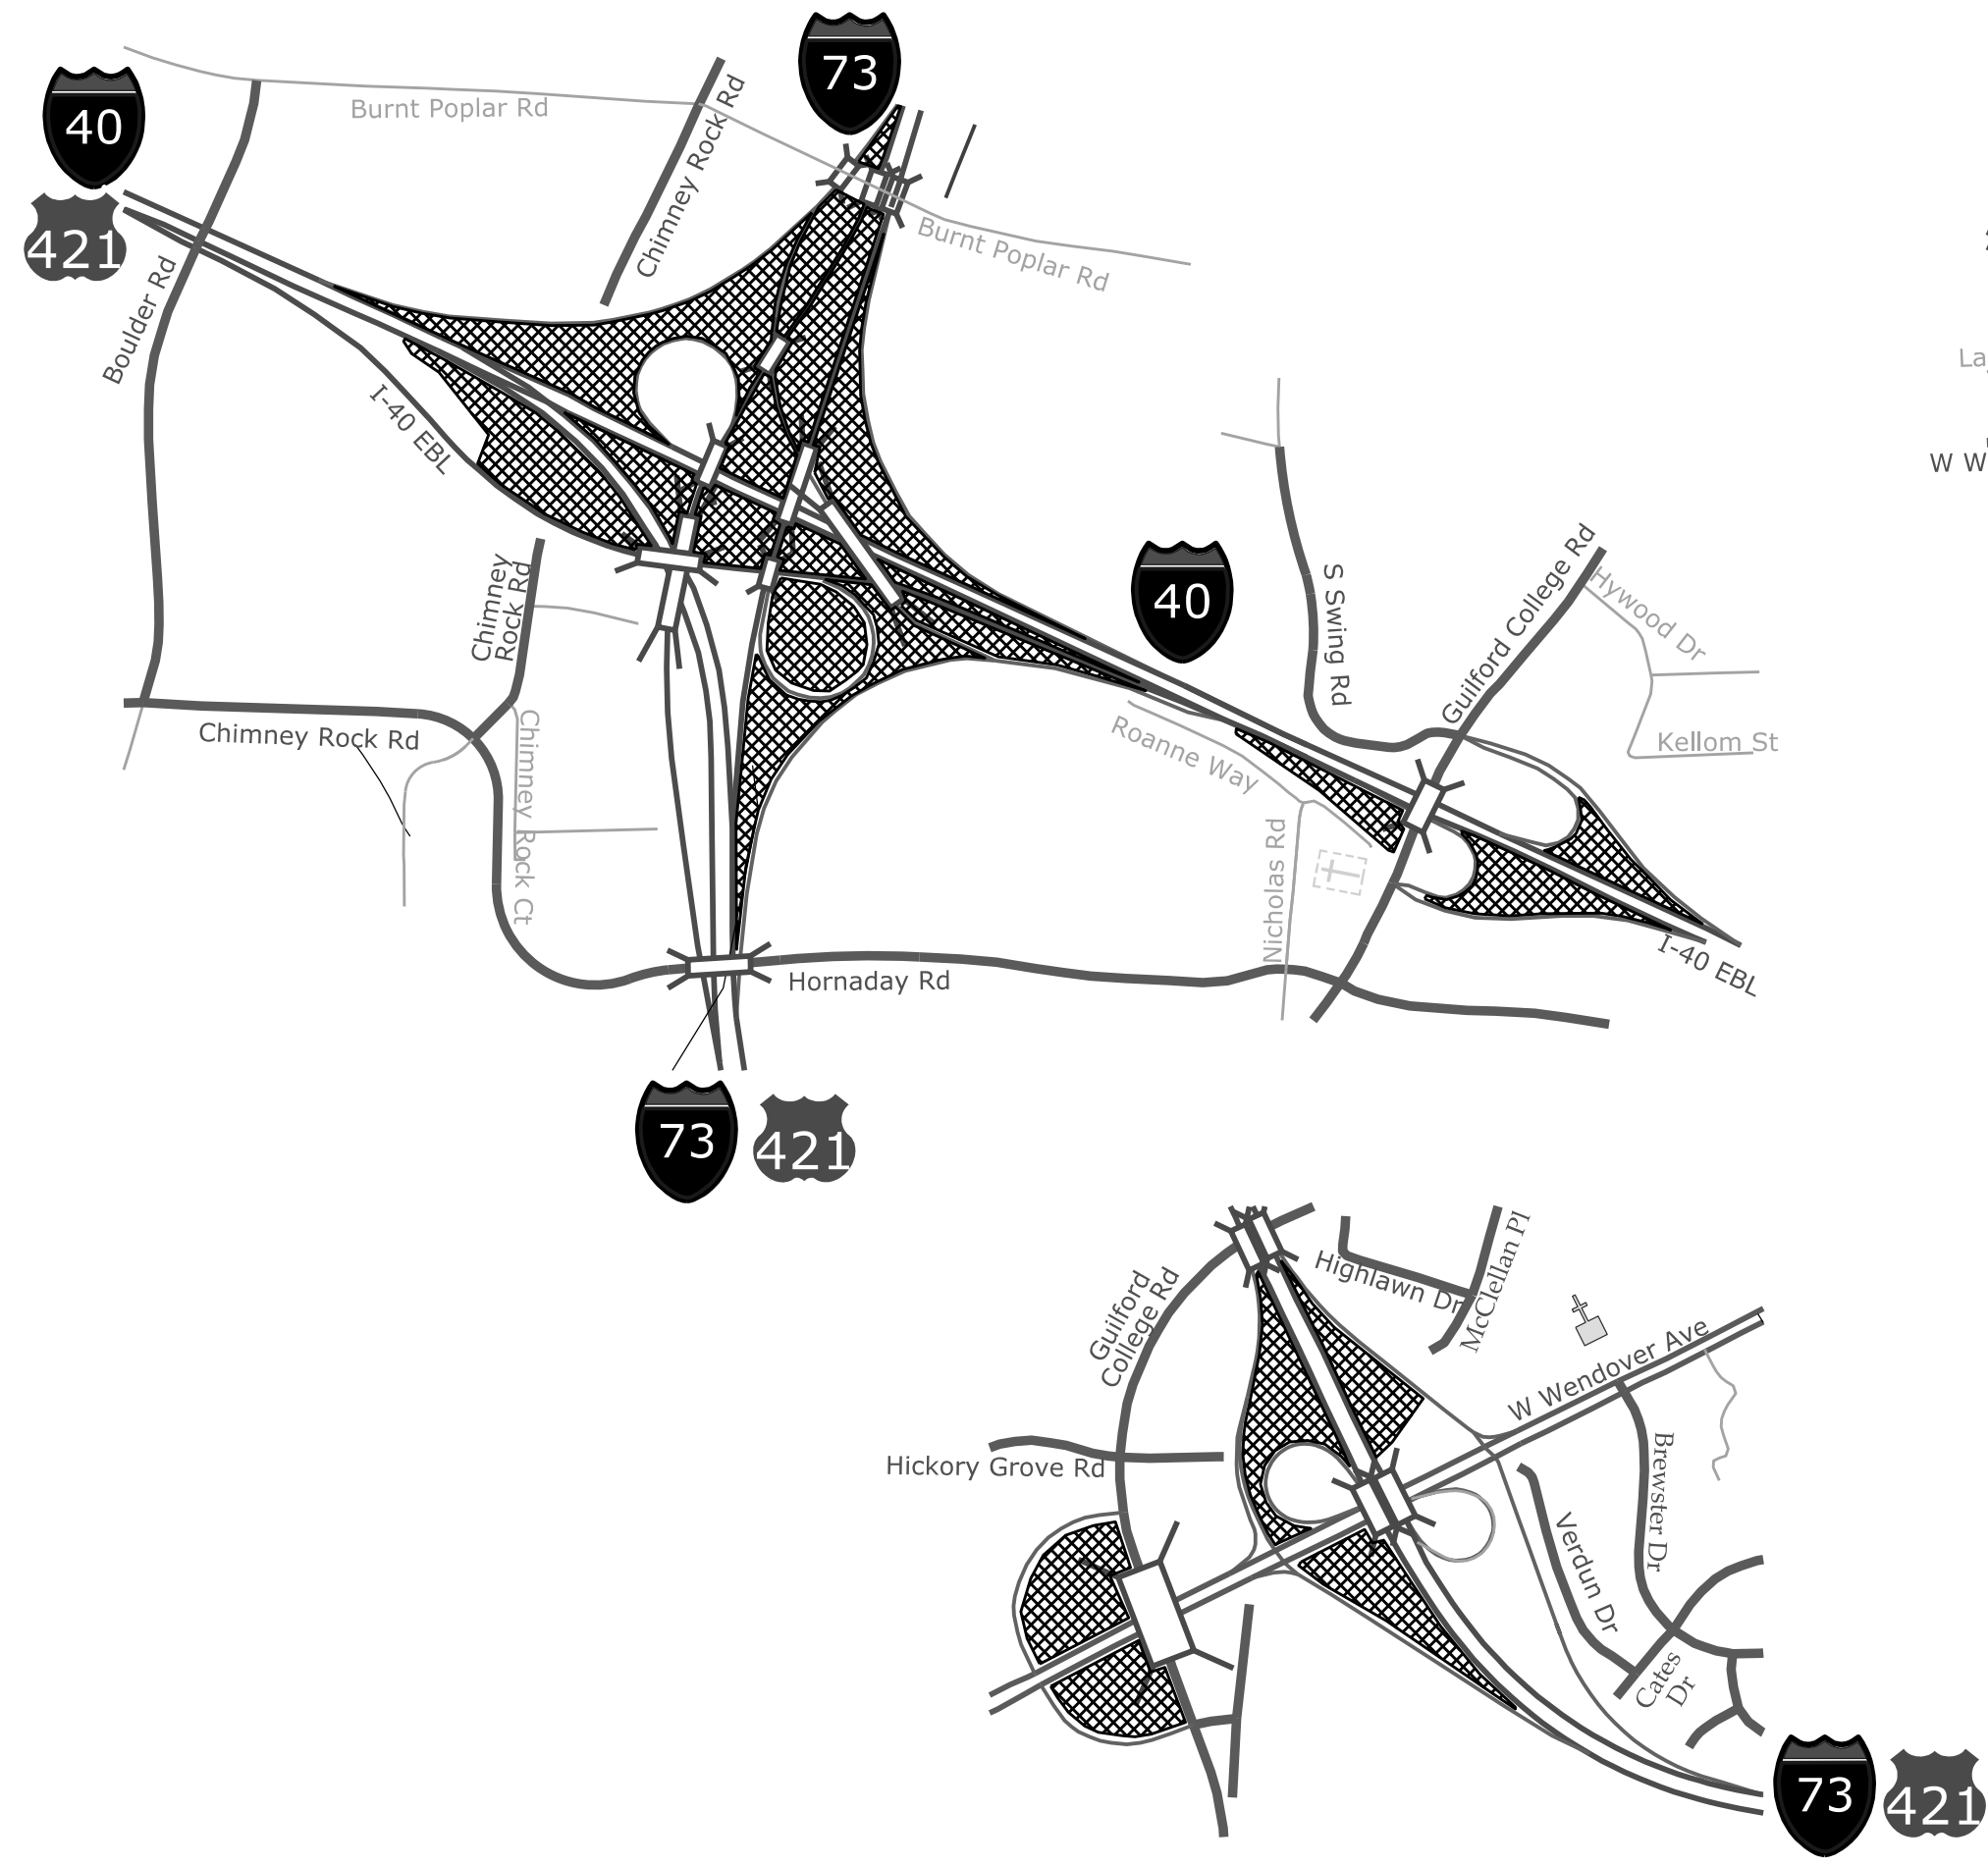 73
40
421
Burnt Poplar Rd
Chimney Rock Rd
Burnt Poplar Rd
Boulder Rd
I-40 EBL
La
W W
40
S Swing Rd
Guilford College Rd
Hywood Dr
Kellom St
Chimney
Rock Rd
Chimney Rock Rd
Chimney Rock Ct
Roanne Way
Nicholas Rd
I-40 EBL
Hornaday Rd
73
421
Highlawn Dr
McClellan Pl
Guilford
College Rd
W Wendover Ave
Hickory Grove Rd
Brewster Dr
Verdun Dr
Cates
Dr
73
421